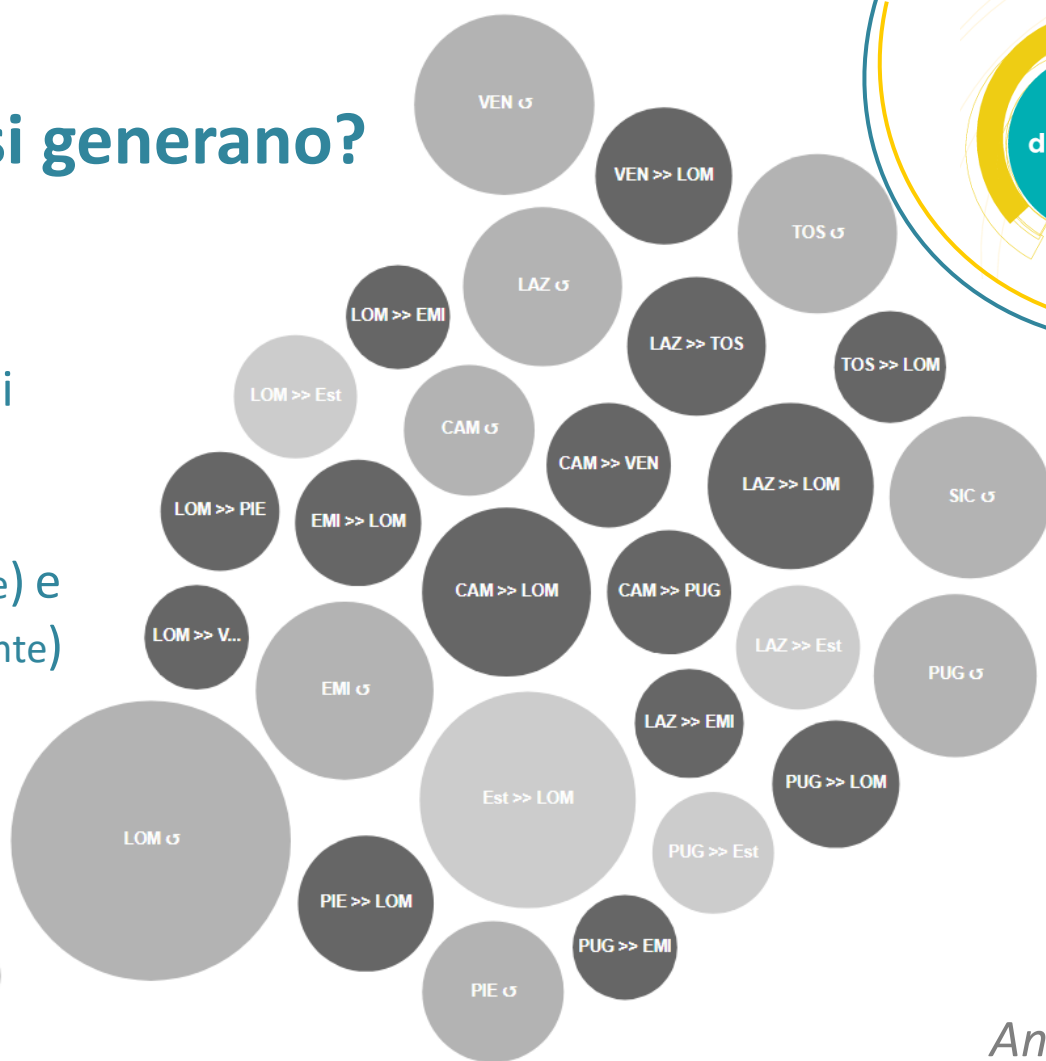 si generano?
i
e) e
nte)
)
d
VEN ↺
VEN >> LOM
TOS ↺
LAZ ↺
LOM >> EMI
LAZ >> TOS
TOS >> LOM
LOM >> Est
CAM ↺
CAM >> VEN
LAZ >> LOM
SIC ↺
LOM >> PIE
EMI >> LOM
CAM >> LOM
CAM >> PUG
LOM >> V...
LAZ >> Est
PUG ↺
EMI ↺
LAZ >> EMI
PUG >> LOM
Est >> LOM
LOM ↺
PUG >> Est
PIE >> LOM
PUG >> EMI
PIE ↺
An